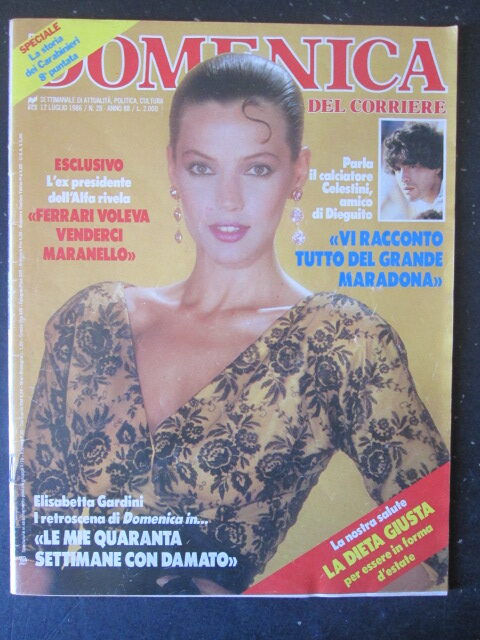 SPECIALE
La storia
dei Carabinieri
8ª puntata
DOMENICA
DEL CORRIERE
SETTIMANALE DI ATTUALITÀ, POLITICA, CULTURA
12 LUGLIO 1986 / N. 28 - ANNO 88 / L. 2.000
ESCLUSIVO
L'ex presidente
dell'Alfa rivela
«FERRARI VOLEVA
VENDERCI
MARANELLO»
Parla
il calciatore
Celestini,
amico
di Dieguito
«VI RACCONTO
TUTTO DEL GRANDE
MARADONA»
Elisabetta Gardini
I retroscena di Domenica in...
«LE MIE QUARANTA
SETTIMANE CON DAMATO»
La nostra salute
LA DIETA GIUSTA
per essere in forma
d'estate